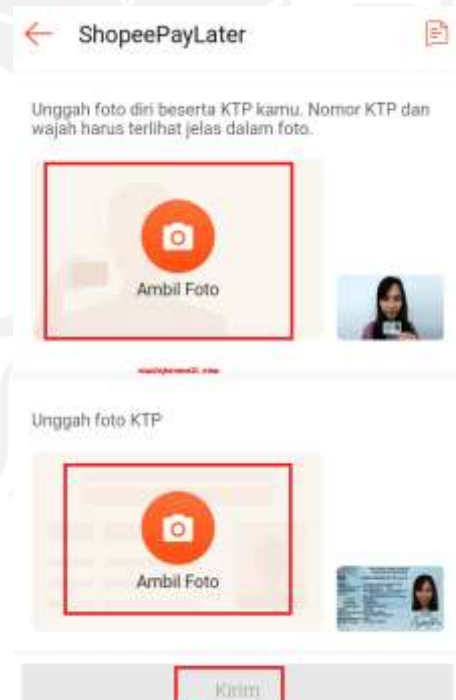 ShopeePayLater
Unggah foto diri beserta KTP kamu. Nomor KTP dan
wajah harus terlihat jelas dalam foto.
Ambil Foto
Unggah foto KTP
Ambil Foto
Kirim